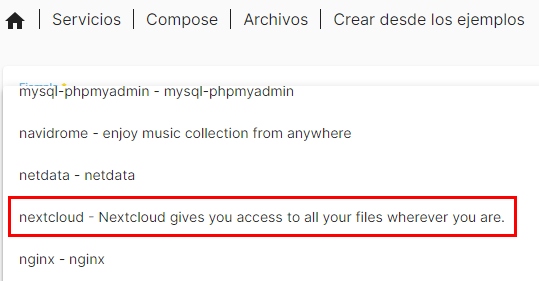 Servicios | Compose | Archivos | Crear desde los ejemplos
mysql-phpmyadmin - mysql-phpmyadmin
navidrome - enjoy music collection from anywhere
netdata - netdata
nextcloud - Nextcloud gives you access to all your files wherever you are.
nginx - nginx